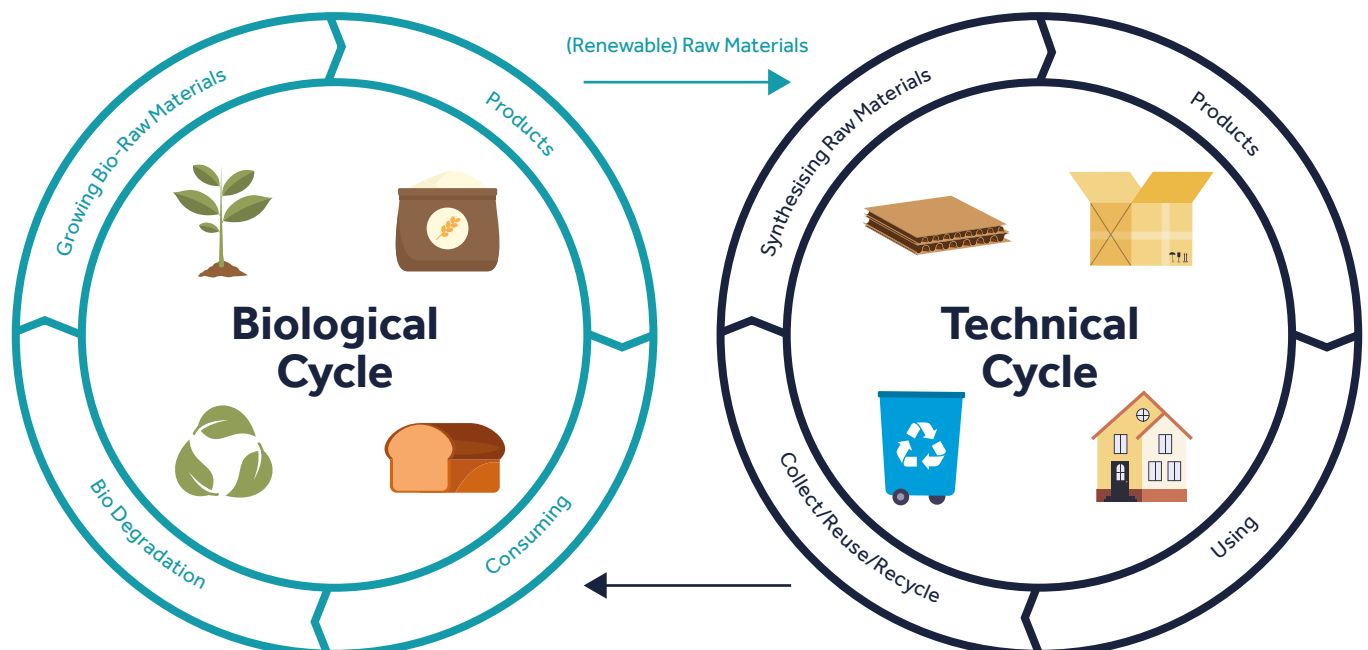 (Renewable) Raw Materials
Growing Bio-Raw Materials
Products
Biological
Cycle
Bio Degradation
Consuming
Synthesising Raw Materials
Products
Technical
Cycle
Collect/Reuse/Recycle
Using